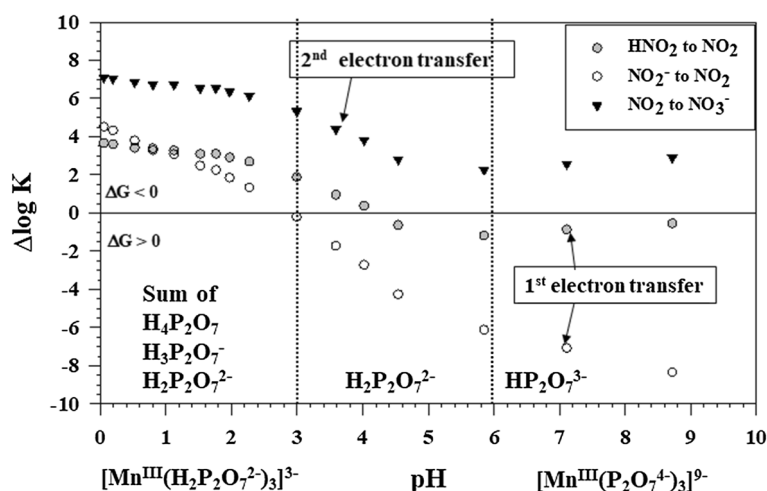 10
8
6
4
2
0
-2
-4
-6
-8
-10
Δlog K
2nd electron transfer
HNO2 to NO2
NO2- to NO2
NO2 to NO3-
ΔG < 0
ΔG > 0
1st electron transfer
Sum of
H4P2O7
H3P2O7-
H2P2O72-
H2P2O72-
HP2O73-
0 1 2 3 4 5 6 7 8 9 10
[MnIII(H2P2O72-)3]3- pH [MnIII(P2O74-)3]9-